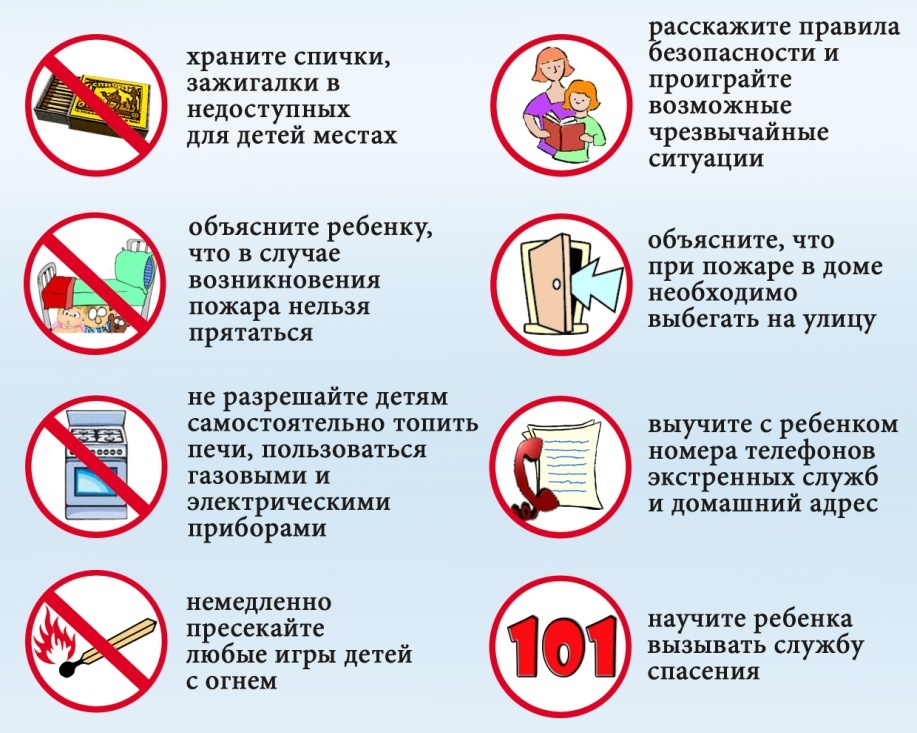 храните спички,
зажигалки в
недоступных
для детей местах
объясните ребенку,
что в случае
возникновения
пожара нельзя
прятаться
не разрешайте детям
самостоятельно топить
печи, пользоваться
газовыми и
электрическими
приборами
немедленно
пресекайте
любые игры детей
с огнем
расскажите правила
безопасности и
проиграйте
возможные
чрезвычайные
ситуации
объясните, что
при пожаре в доме
необходимо
выбегать на улицу
выучите с ребенком
номера телефонов
экстренных служб
и домашний адрес
101
научите ребенка
вызывать службу
спасения